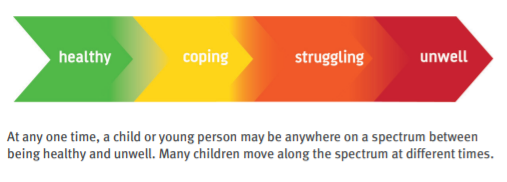 healthy coping struggling unwell
At any one time, a child or young person may be anywhere on a spectrum between
being healthy and unwell. Many children move along the spectrum at different times.